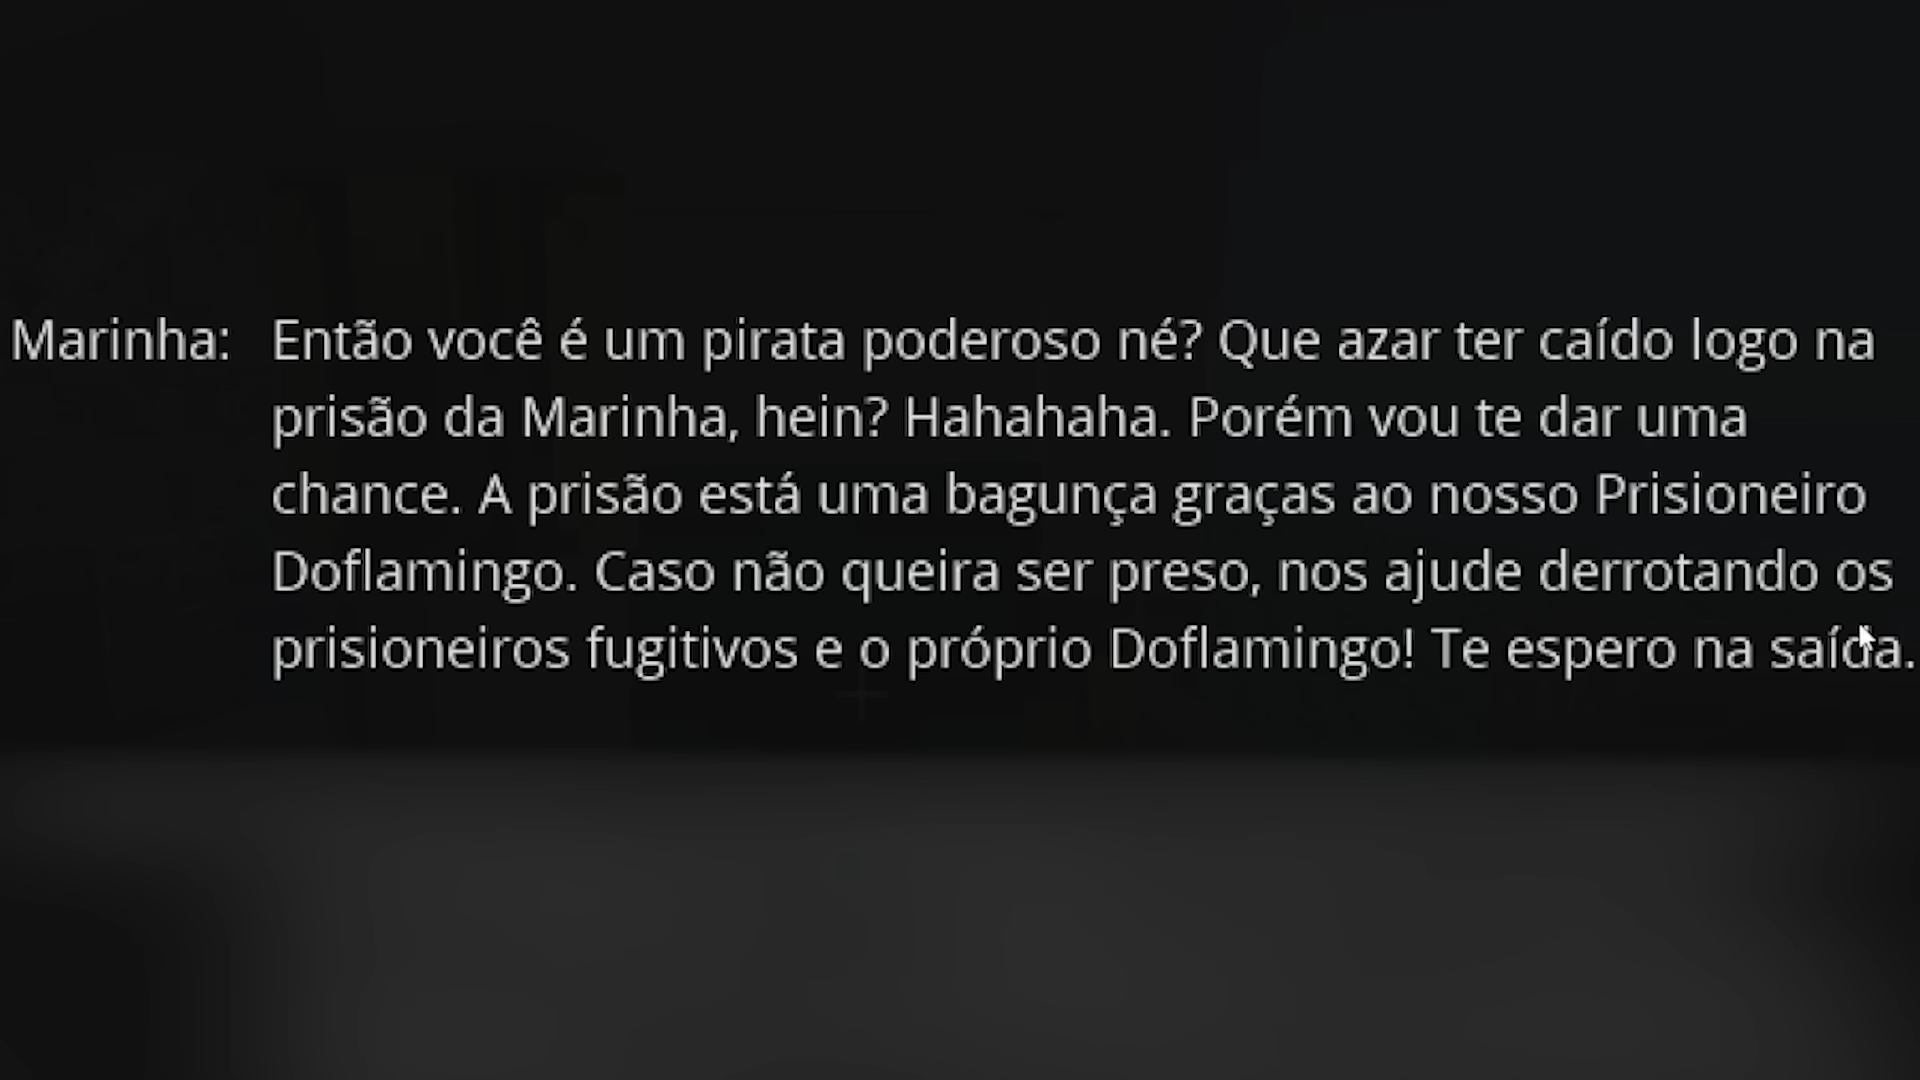 Marinha: Então você é um pirata poderoso né? Que azar ter caído logo na
prisão da Marinha, hein? Hahahaha. Porém vou te dar uma
chance. A prisão está uma bagunça graças ao nosso Prisioneiro
Doflamingo. Caso não queira ser preso, nos ajude derrotando os
prisioneiros fugitivos e o próprio Doflamingo! Te espero na saída.